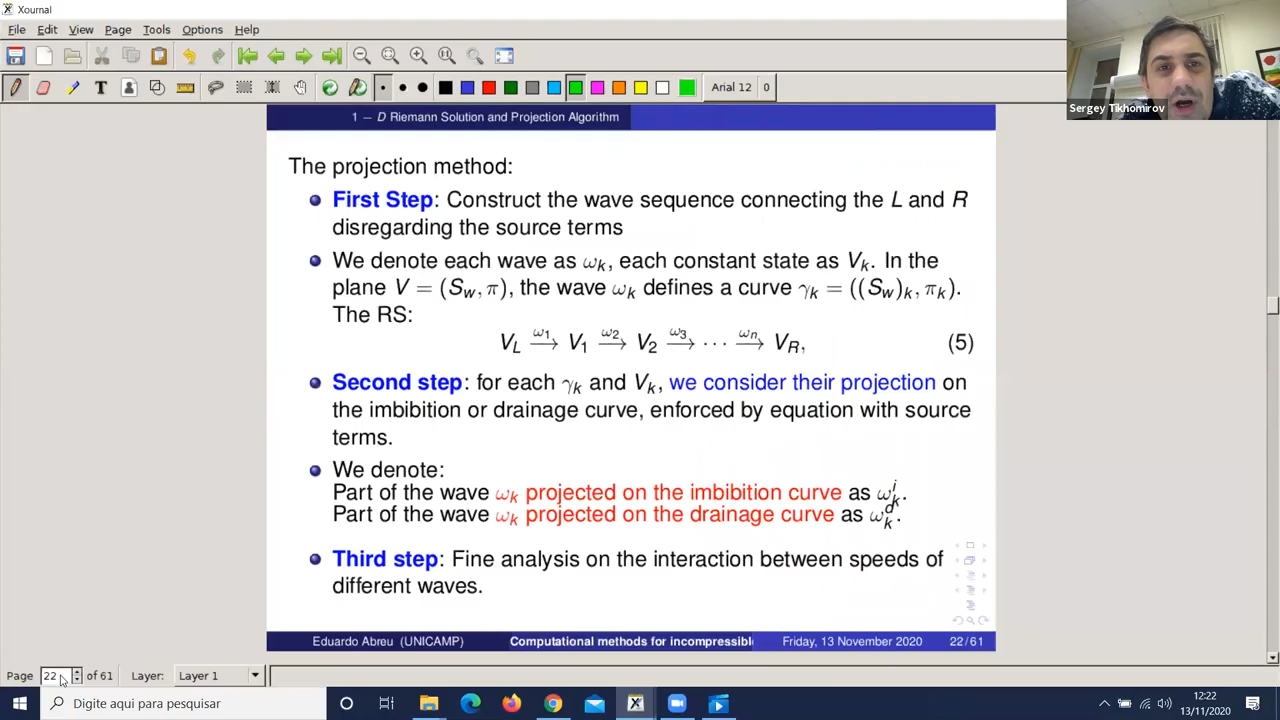 Xournal
File Edit View Page Tools Options Help
Arial 12 0
Sergey Tikhomirov
1 – D Riemann Solution and Projection Algorithm
The projection method:
First Step: Construct the wave sequence connecting the L and R
disregarding the source terms
We denote each wave as ωₖ, each constant state as Vₖ. In the
plane V = (S_w, π), the wave ωₖ defines a curve γₖ = ((S_w)ₖ, πₖ).
The RS:
V_L —ω₁→ V₁ —ω₂→ V₂ —ω₃→ ··· —ωₙ→ V_R, (5)
Second step: for each γₖ and Vₖ, we consider their projection on
the imbibition or drainage curve, enforced by equation with source
terms.
We denote:
Part of the wave ωₖ projected on the imbibition curve as ωₖⁱ.
Part of the wave ωₖ projected on the drainage curve as ωₖᵈ.
Third step: Fine analysis on the interaction between speeds of
different waves.
Eduardo Abreu (UNICAMP) Computational methods for incompressibl Friday, 13 November 2020 22/61
Page 22 of 61 Layer: Layer 1
Digite aqui para pesquisar
12:22
13/11/2020